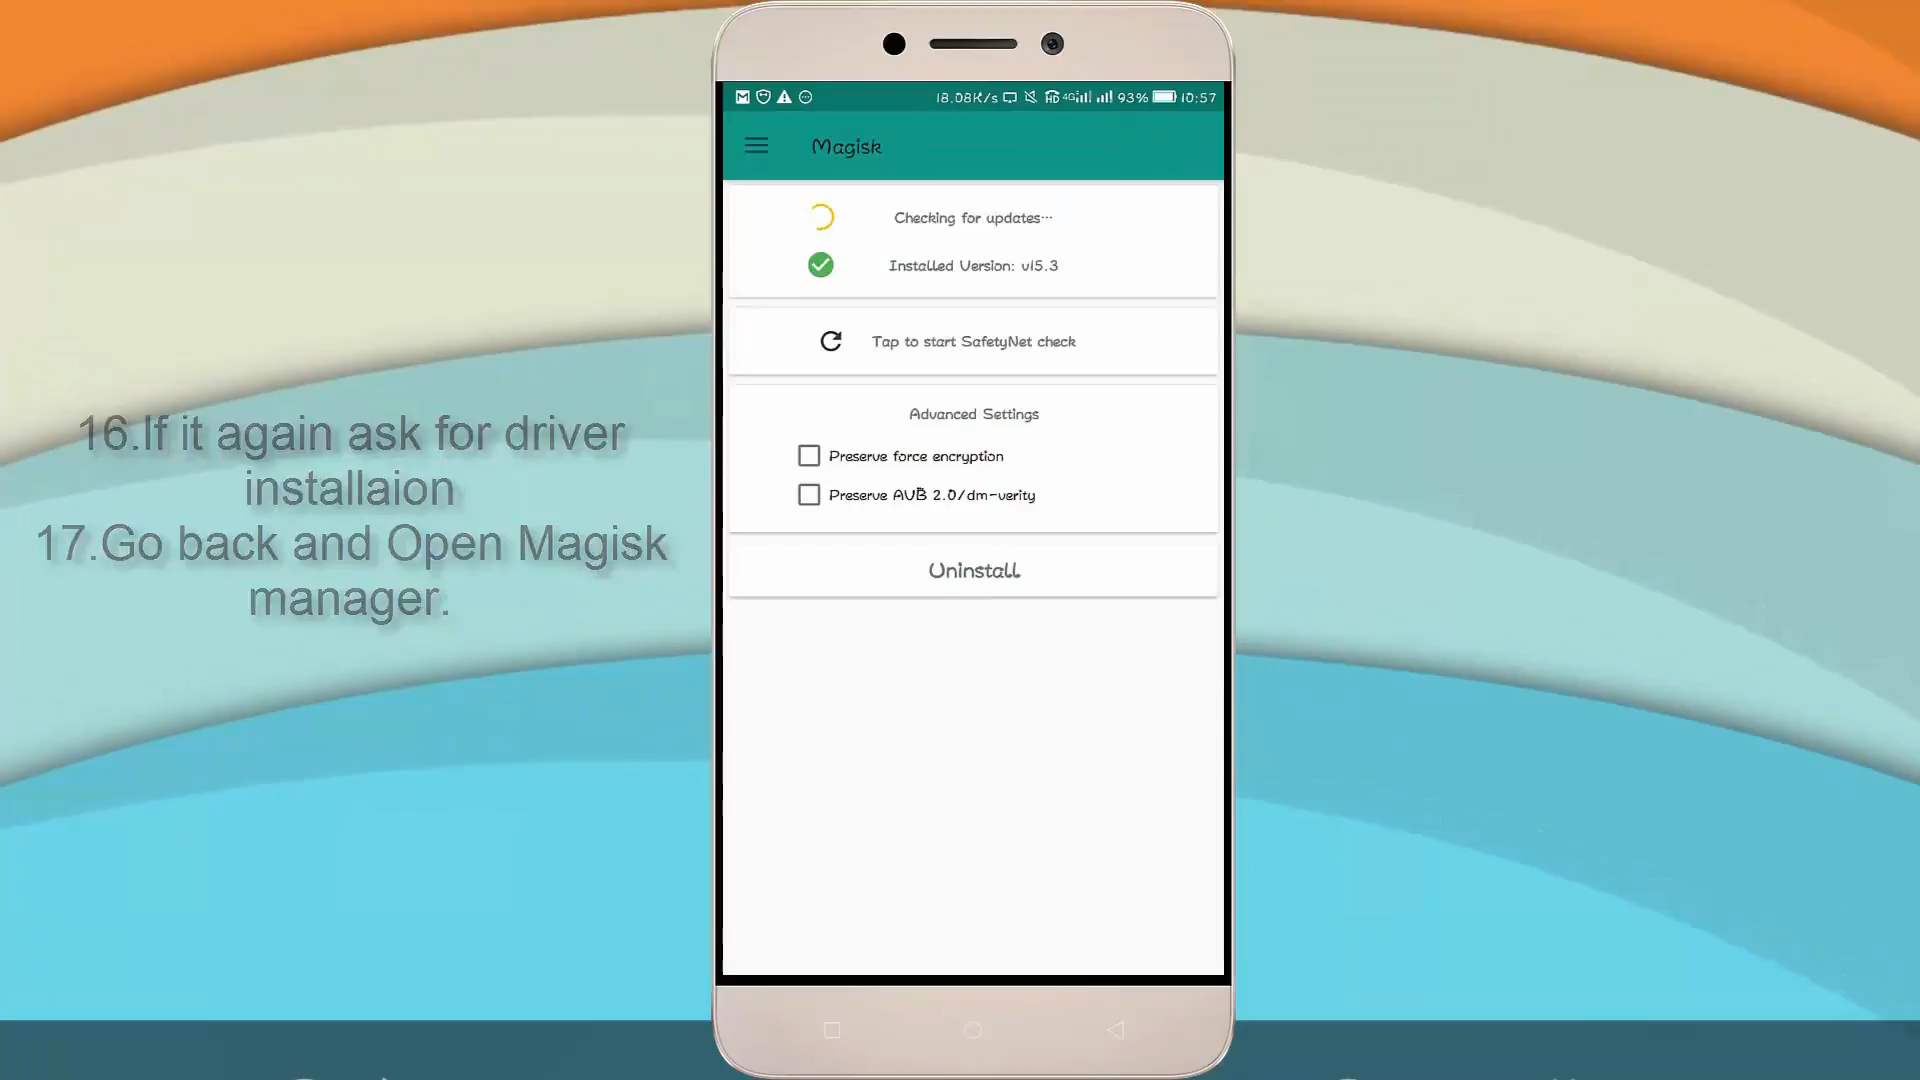 16.If it again ask for driver
installaion
17.Go back and Open Magisk
manager.
18.08K/s HD 4G 93% 10:57
Magisk
Checking for updates…
Installed Version: v15.3
Tap to start SafetyNet check
Advanced Settings
Preserve force encryption
Preserve AVB 2.0/dm-verity
Uninstall